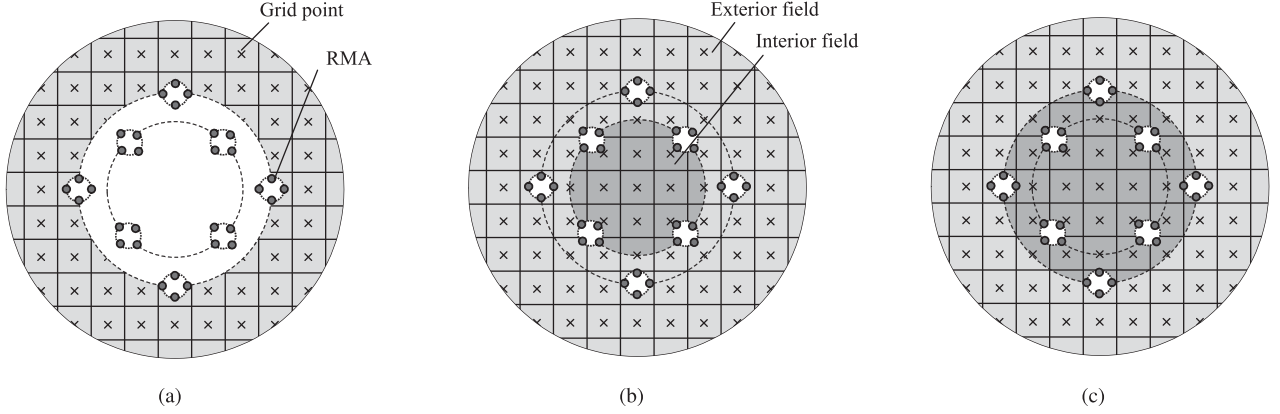 Grid point
RMA
Exterior field
Interior field
(a)
(b)
(c)